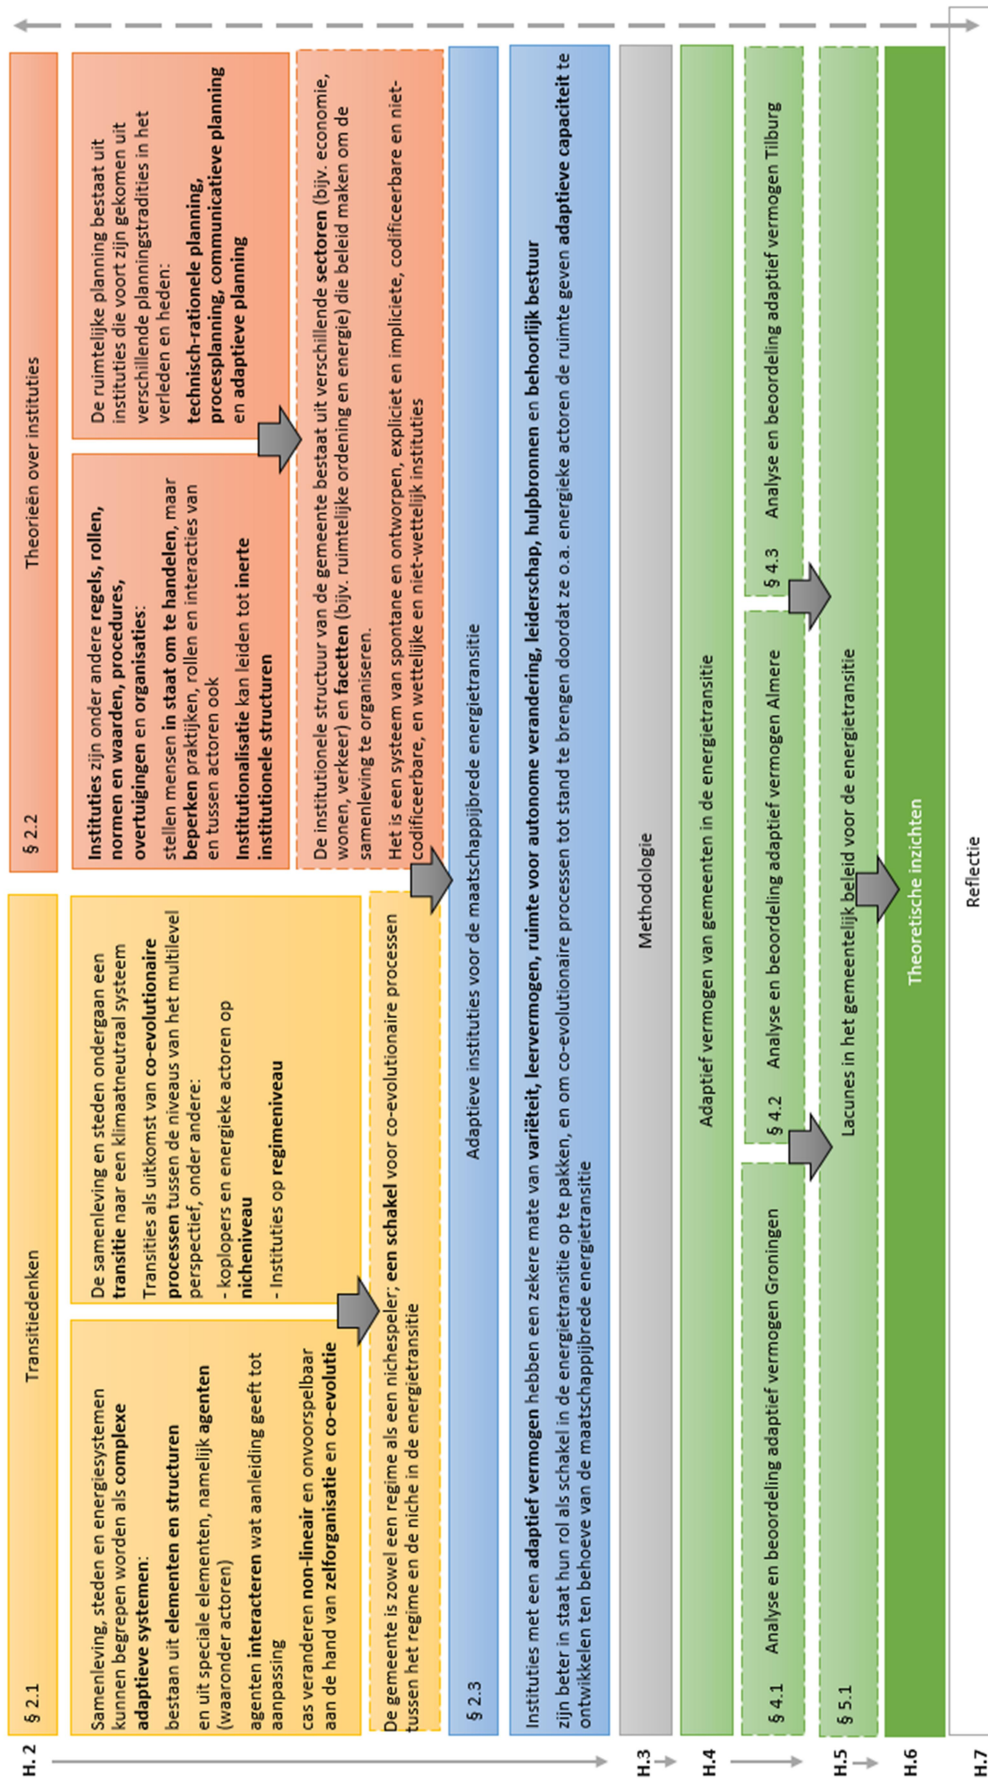 H. 2
§ 2.1
Transitiedenken
Samenleving, steden en energiesystemen
kunnen begrepen worden als complexe
adaptieve systemen:
bestaan uit elementen en structuren
en uit speciale elementen, namelijk agenten
(waaronder actoren)
agenten interacteren wat aanleiding geeft tot
aanpassing
cas veranderen non-lineair en onvoorspelbaar
aan de hand van zelforganisatie en co-evolutie
De samenleving en steden ondergaan een
transitie naar een klimaatneutraal systeem
Transities als uitkomst van co-evolutionaire
processen tussen de niveaus van het multilevel
perspectief, onder andere:
- koplopers en energieke actoren op
nicheniveau
- Instituties op regimeniveau
De gemeente is zowel een regime als een nichespeler; een schakel voor co-evolutionaire processen
tussen het regime en de niche in de energietransitie
§ 2.2
Theorieën over instituties
Instituties zijn onder andere regels, rollen,
normen en waarden, procedures,
overtuigingen en organisaties:
stellen mensen in staat om te handelen, maar
beperken praktijken, rollen en interacties van
en tussen actoren ook
Institutionalisatie kan leiden tot inerte
institutionele structuren
De ruimtelijke planning bestaat uit
instituties die voort zijn gekomen uit
verschillende planningstradities in het
verleden en heden:
technisch-rationele planning,
procesplanning, communicatieve planning
en adaptieve planning
De institutionele structuur van de gemeente bestaat uit verschillende sectoren (bijv. economie,
wonen, verkeer) en facetten (bijv. ruimtelijke ordening en energie) die beleid maken om de
samenleving te organiseren.
Het is een systeem van spontane en ontworpen, expliciet en impliciete, codificeerbare en niet-
codificeerbare, en wettelijke en niet-wettelijk instituties
§ 2.3
Adaptieve instituties voor de maatschappijbrede energietransitie
Instituties met een adaptief vermogen hebben een zekere mate van variëteit, leervermogen, ruimte voor autonome verandering, leiderschap, hulpbronnen en behoorlijk bestuur
zijn beter in staat hun rol als schakel in de energietransitie op te pakken, en om co-evolutionaire processen tot stand te brengen doordat ze o.a. energieke actoren de ruimte geven adaptieve capaciteit te
ontwikkelen ten behoeve van de maatschappijbrede energietransitie
H.3
Methodologie
H.4
Adaptief vermogen van gemeenten in de energietransitie
§ 4.1 Analyse en beoordeling adaptief vermogen Groningen
§ 4.2 Analyse en beoordeling adaptief vermogen Almere
§ 4.3 Analyse en beoordeling adaptief vermogen Tilburg
H.5
§ 5.1
Lacunes in het gemeentelijk beleid voor de energietransitie
H.6
Theoretische inzichten
H.7
Reflectie